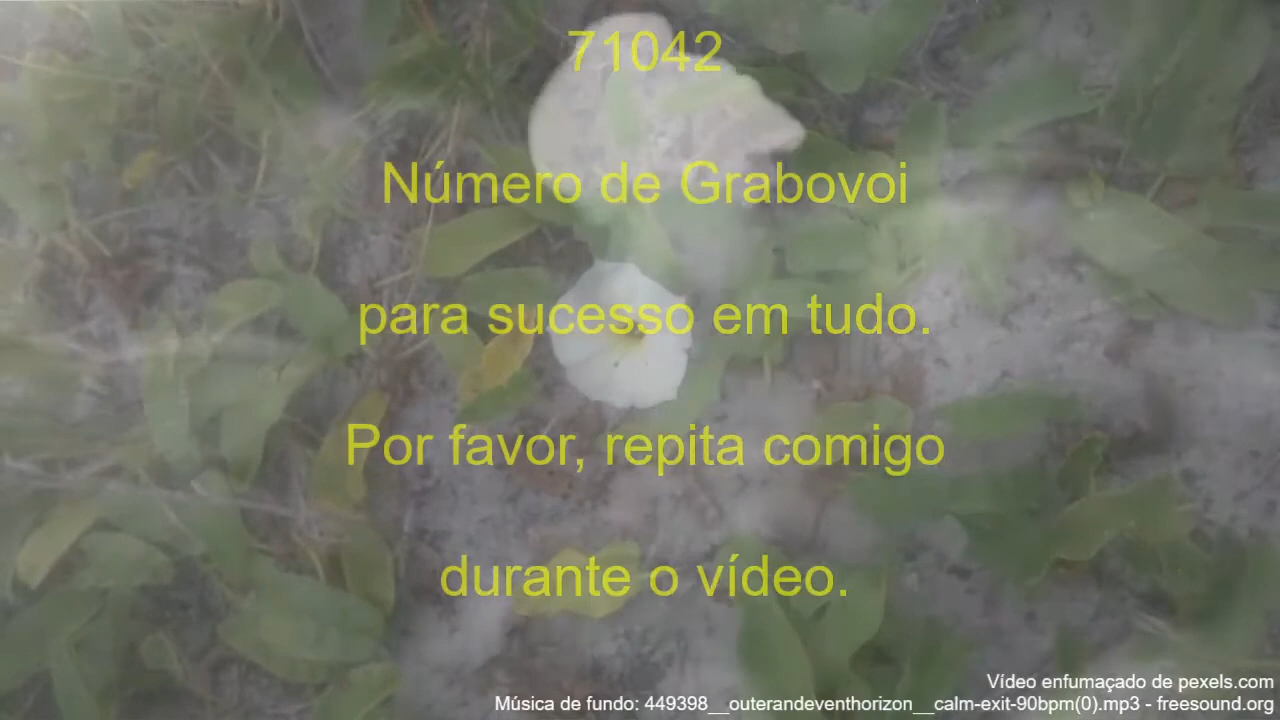 71042
Número de Grabovoi
para sucesso em tudo.
Por favor, repita comigo
durante o vídeo.
Vídeo enfumaçado de pexels.com
Música de fundo: 449398__outerandeventhorizon__calm-exit-90bpm(0).mp3 - freesound.org